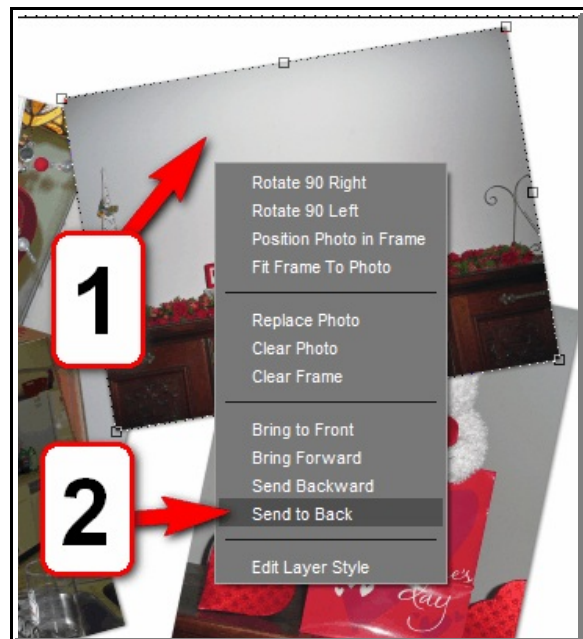 1
Rotate 90 Right
Rotate 90 Left
Position Photo in Frame
Fit Frame To Photo
Replace Photo
Clear Photo
Clear Frame
Bring to Front
Bring Forward
Send Backward
2
Send to Back
Edit Layer Style
day